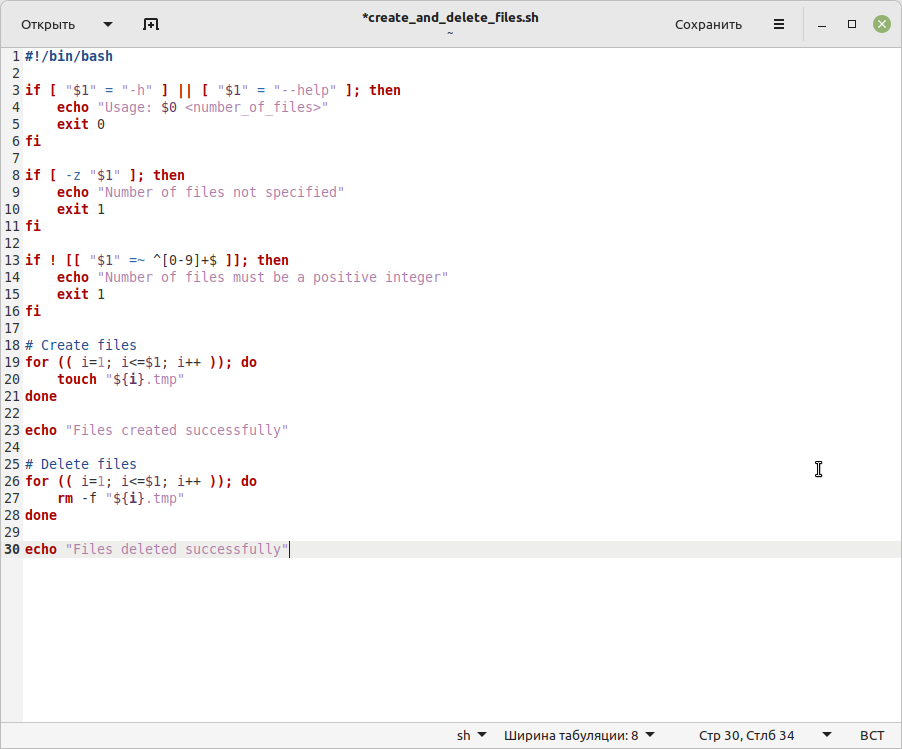 Открыть
*create_and_delete_files.sh
~
Сохранить
1 #!/bin/bash
2
3 if [ "$1" = "-h" ] || [ "$1" = "--help" ]; then
4     echo "Usage: $0 <number_of_files>"
5     exit 0
6 fi
7
8 if [ -z "$1" ]; then
9     echo "Number of files not specified"
10     exit 1
11 fi
12
13 if ! [[ "$1" =~ ^[0-9]+$ ]]; then
14     echo "Number of files must be a positive integer"
15     exit 1
16 fi
17
18 # Create files
19 for (( i=1; i<=$1; i++ )); do
20     touch "${i}.tmp"
21 done
22
23 echo "Files created successfully"
24
25 # Delete files
26 for (( i=1; i<=$1; i++ )); do
27     rm -f "${i}.tmp"
28 done
29
30 echo "Files deleted successfully"
sh Ширина табуляции: 8 Стр 30, Стлб 34 ВСТ